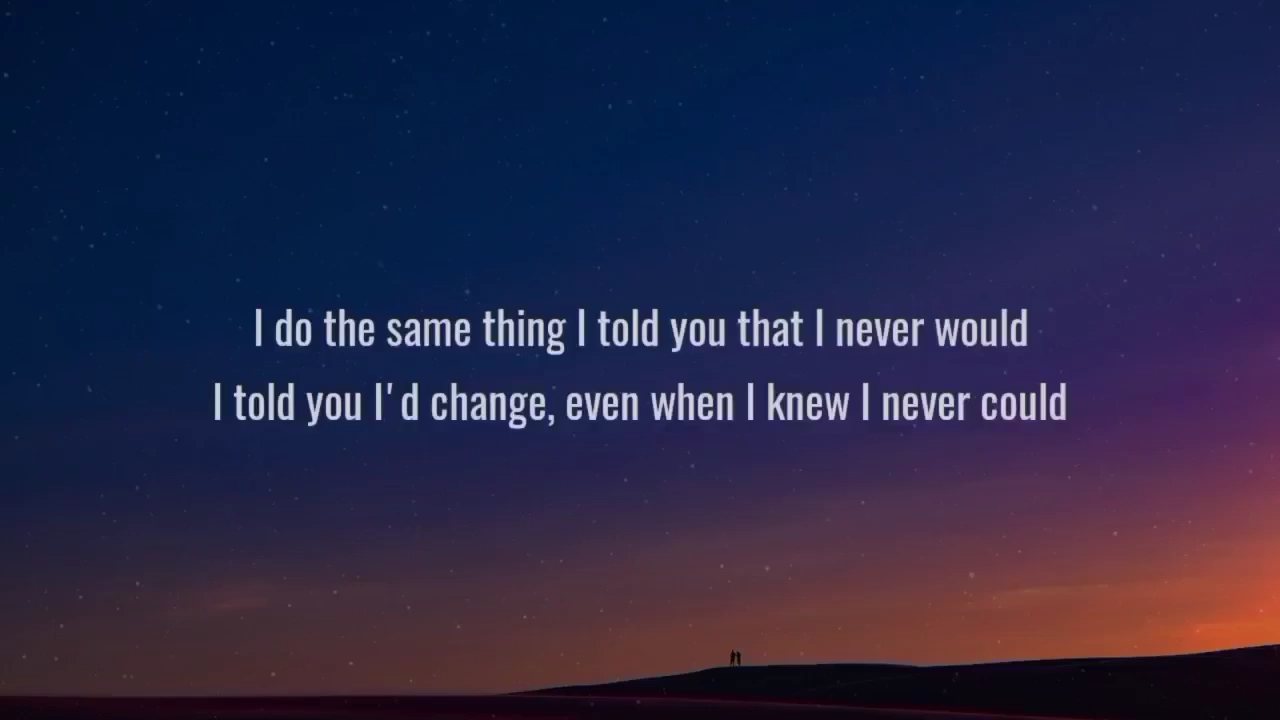 I do the same thing I told you that I never would
I told you I'd change, even when I knew I never could